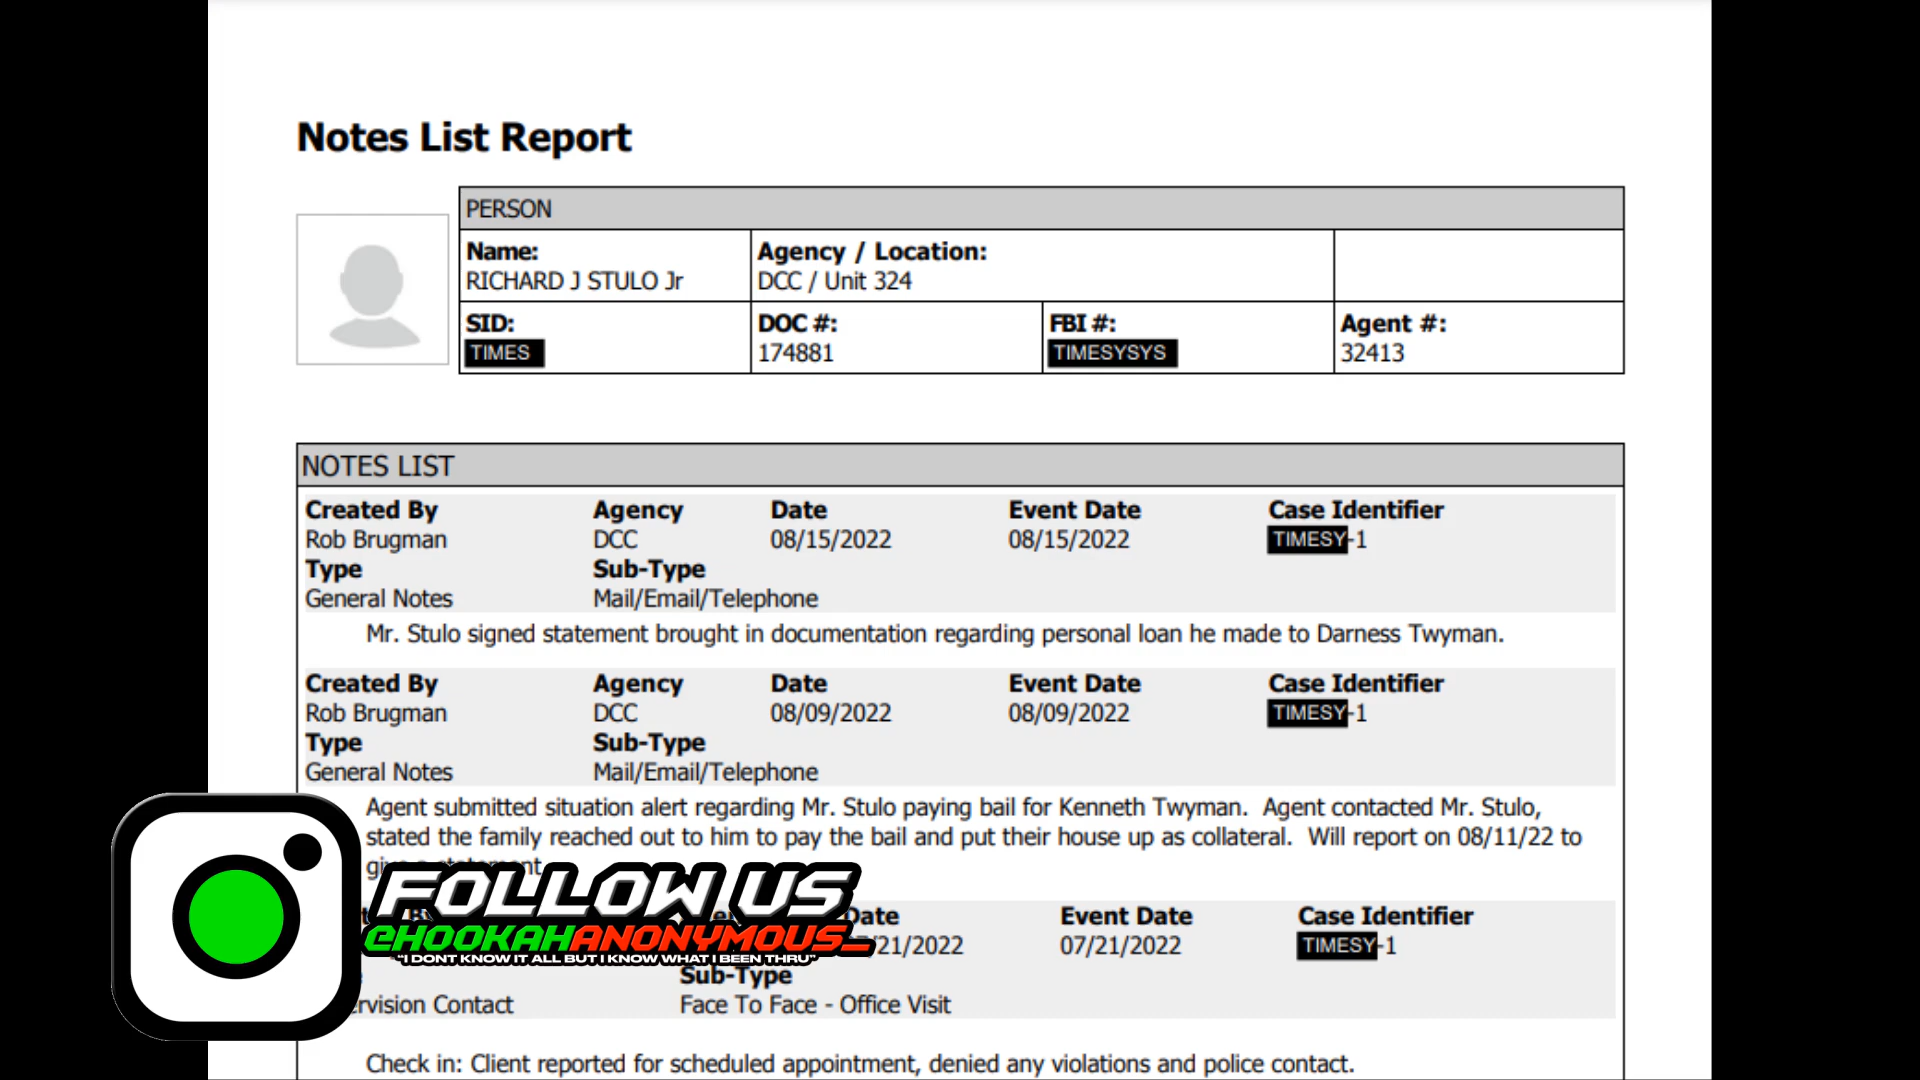 Notes List Report
PERSON
Name:
RICHARD J STULO Jr
Agency / Location:
DCC / Unit 324
SID:
TIMES
DOC #:
174881
FBI #:
TIMESYSYS
Agent #:
32413
NOTES LIST
Created By Agency Date Event Date Case Identifier
Rob Brugman DCC 08/15/2022 08/15/2022 TIMESY-1
Type Sub-Type
General Notes Mail/Email/Telephone
Mr. Stulo signed statement brought in documentation regarding personal loan he made to Darness Twyman.
Created By Agency Date Event Date Case Identifier
Rob Brugman DCC 08/09/2022 08/09/2022 TIMESY-1
Type Sub-Type
General Notes Mail/Email/Telephone
Agent submitted situation alert regarding Mr. Stulo paying bail for Kenneth Twyman. Agent contacted Mr. Stulo,
stated the family reached out to him to pay the bail and put their house up as collateral. Will report on 08/11/22 to
Date Event Date Case Identifier
/21/2022 07/21/2022 TIMESY-1
Sub-Type
rvision Contact Face To Face - Office Visit
Check in: Client reported for scheduled appointment, denied any violations and police contact.
FOLLOW US
@HOOKAHANONYMOUS_
"I DONT KNOW IT ALL BUT I KNOW WHAT I BEEN THRU"